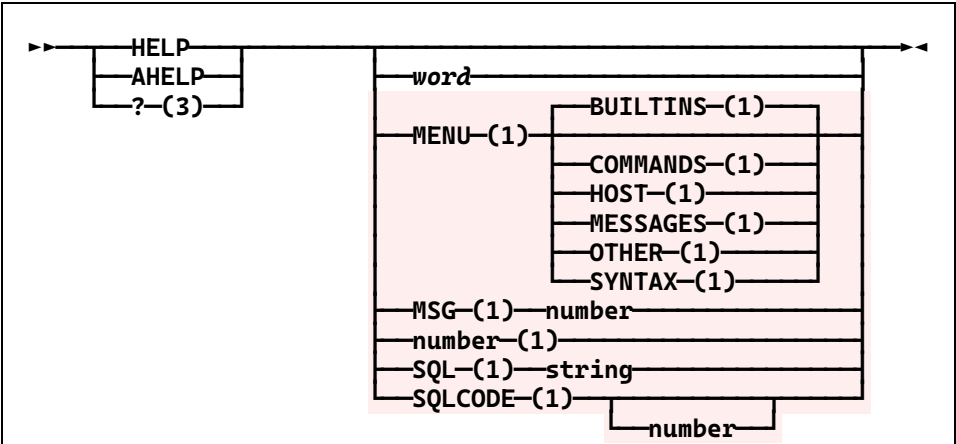 HELP
AHELP
word
? (3)
BUILTINS (1)
MENU (1)
COMMANDS (1)
HOST (1)
MESSAGES (1)
OTHER (1)
SYNTAX (1)
MSG (1) number
number (1)
SQL (1) string
SQLCODE (1)
number